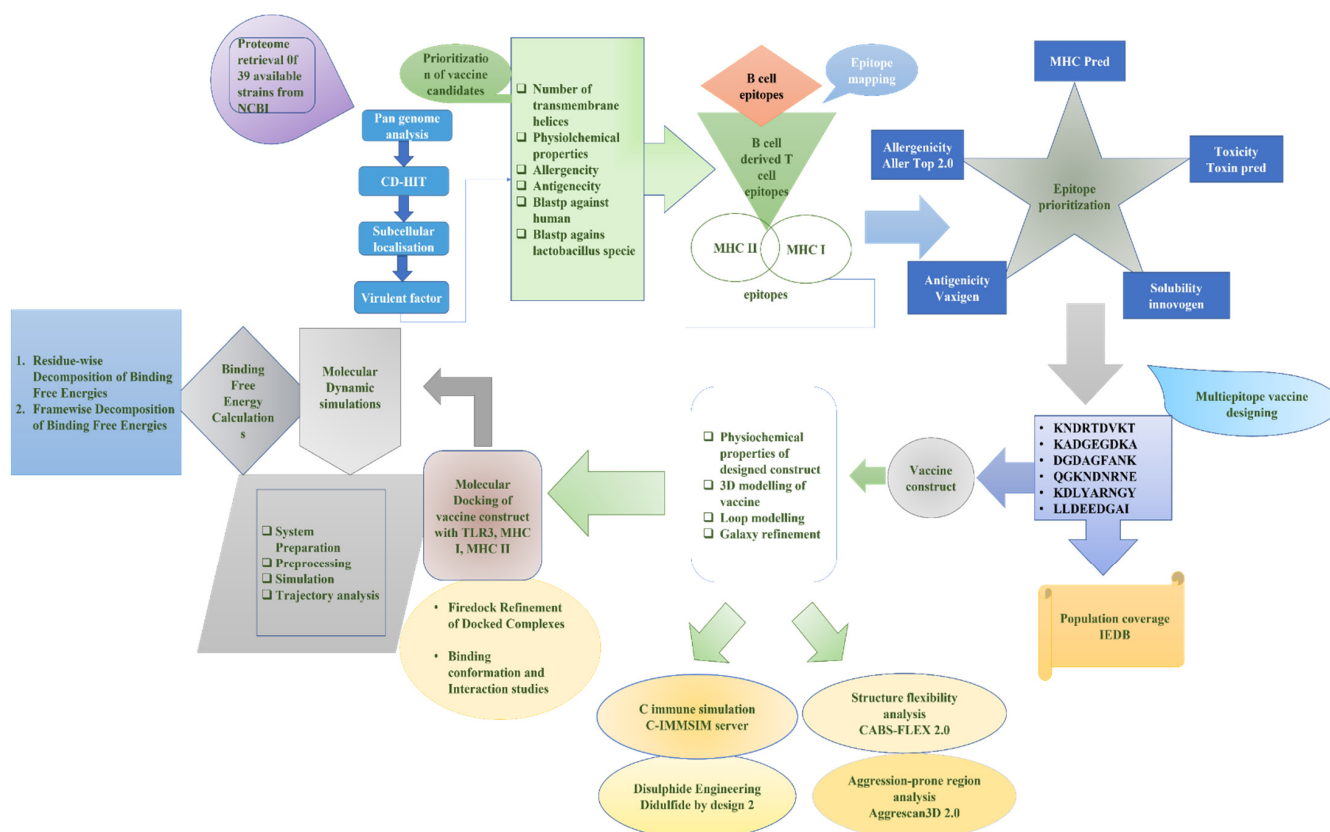 Proteome
retrieval 0f
39 available
strains from
NCBI
Pan genome
analysis
CD-HIT
Subcellular
localisation
Virulent factor
Prioritizatio
n of vaccine
candidates
Number of
transmembrane
helices
Physiolchemical
properties
Allergencity
Antigenecity
Blastp against
human
Blastp agains
lactobacillus specie
B cell
epitopes
Epitope
mapping
B cell
derived T
cell
epitopes
MHC II
MHC I
epitopes
MHC Pred
Allergenicity
Aller Top 2.0
Toxicity
Toxin pred
Epitope
prioritization
Antigenicity
Vaxigen
Solubility
innovogen
Multiepitope vaccine
designing
• KNDRTDVKT
• KADGEGDKA
• DGDAGFANK
• QGKNDNRNE
• KDLYARNGY
• LLDEEDGAI
Population coverage
IEDB
Vaccine
construct
Physiochemical
properties of
designed construct
3D modelling of
vaccine
Loop modelling
Galaxy refinement
C immune simulation
C-IMMSIM server
Structure flexibility
analysis
CABS-FLEX 2.0
Disulphide Engineering
Didulfide by design 2
Aggression-prone region
analysis
Aggrescan3D 2.0
Molecular
Docking of
vaccine construct
with TLR3, MHC
I, MHC II
• Firedock Refinement
of Docked Complexes
• Binding
conformation and
Interaction studies
Molecular
Dynamic
simulations
System
Preparation
Preprocessing
Simulation
Trajectory analysis
Binding
Free
Energy
Calculation
s
1. Residue-wise
Decomposition of Binding
Free Energies
2. Framewise Decomposition
of Binding Free Energies